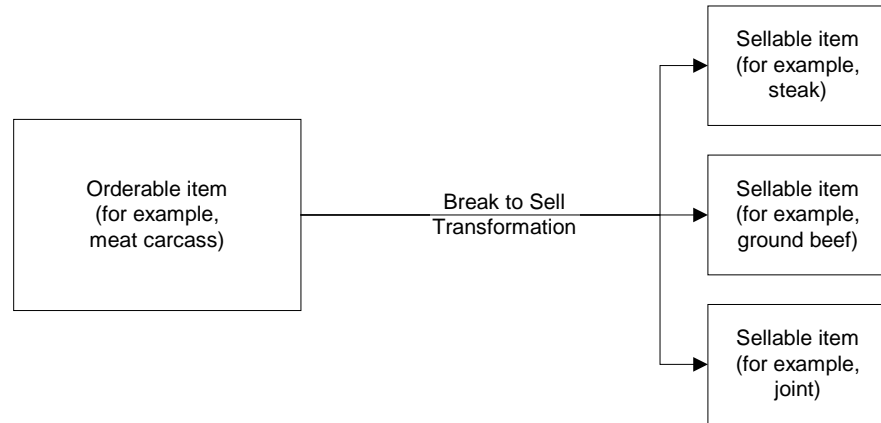 Orderable item
(for example,
meat carcass)
Break to Sell
Transformation
Sellable item
(for example,
steak)
Sellable item
(for example,
ground beef)
Sellable item
(for example,
joint)